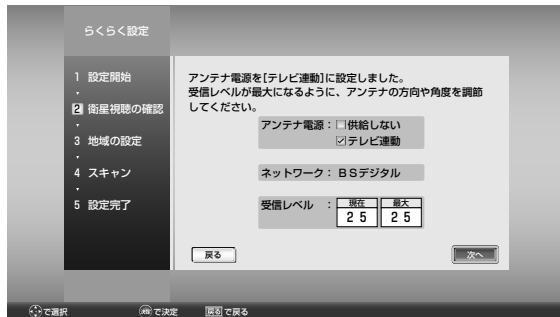 らくらく設定
1 設定開始
2 衛星視聴の確認
3 地域の設定
4 スキャン
5 設定完了
アンテナ電源を[テレビ連動]に設定しました。
受信レベルが最大になるように、アンテナの方向や角度を調節
してください。
アンテナ電源:□供給しない
☑テレビ連動
ネットワーク:BSデジタル
受信レベル : 現在 最大
25 25
戻る 次へ
で選択 決定 で決定 戻る で戻る